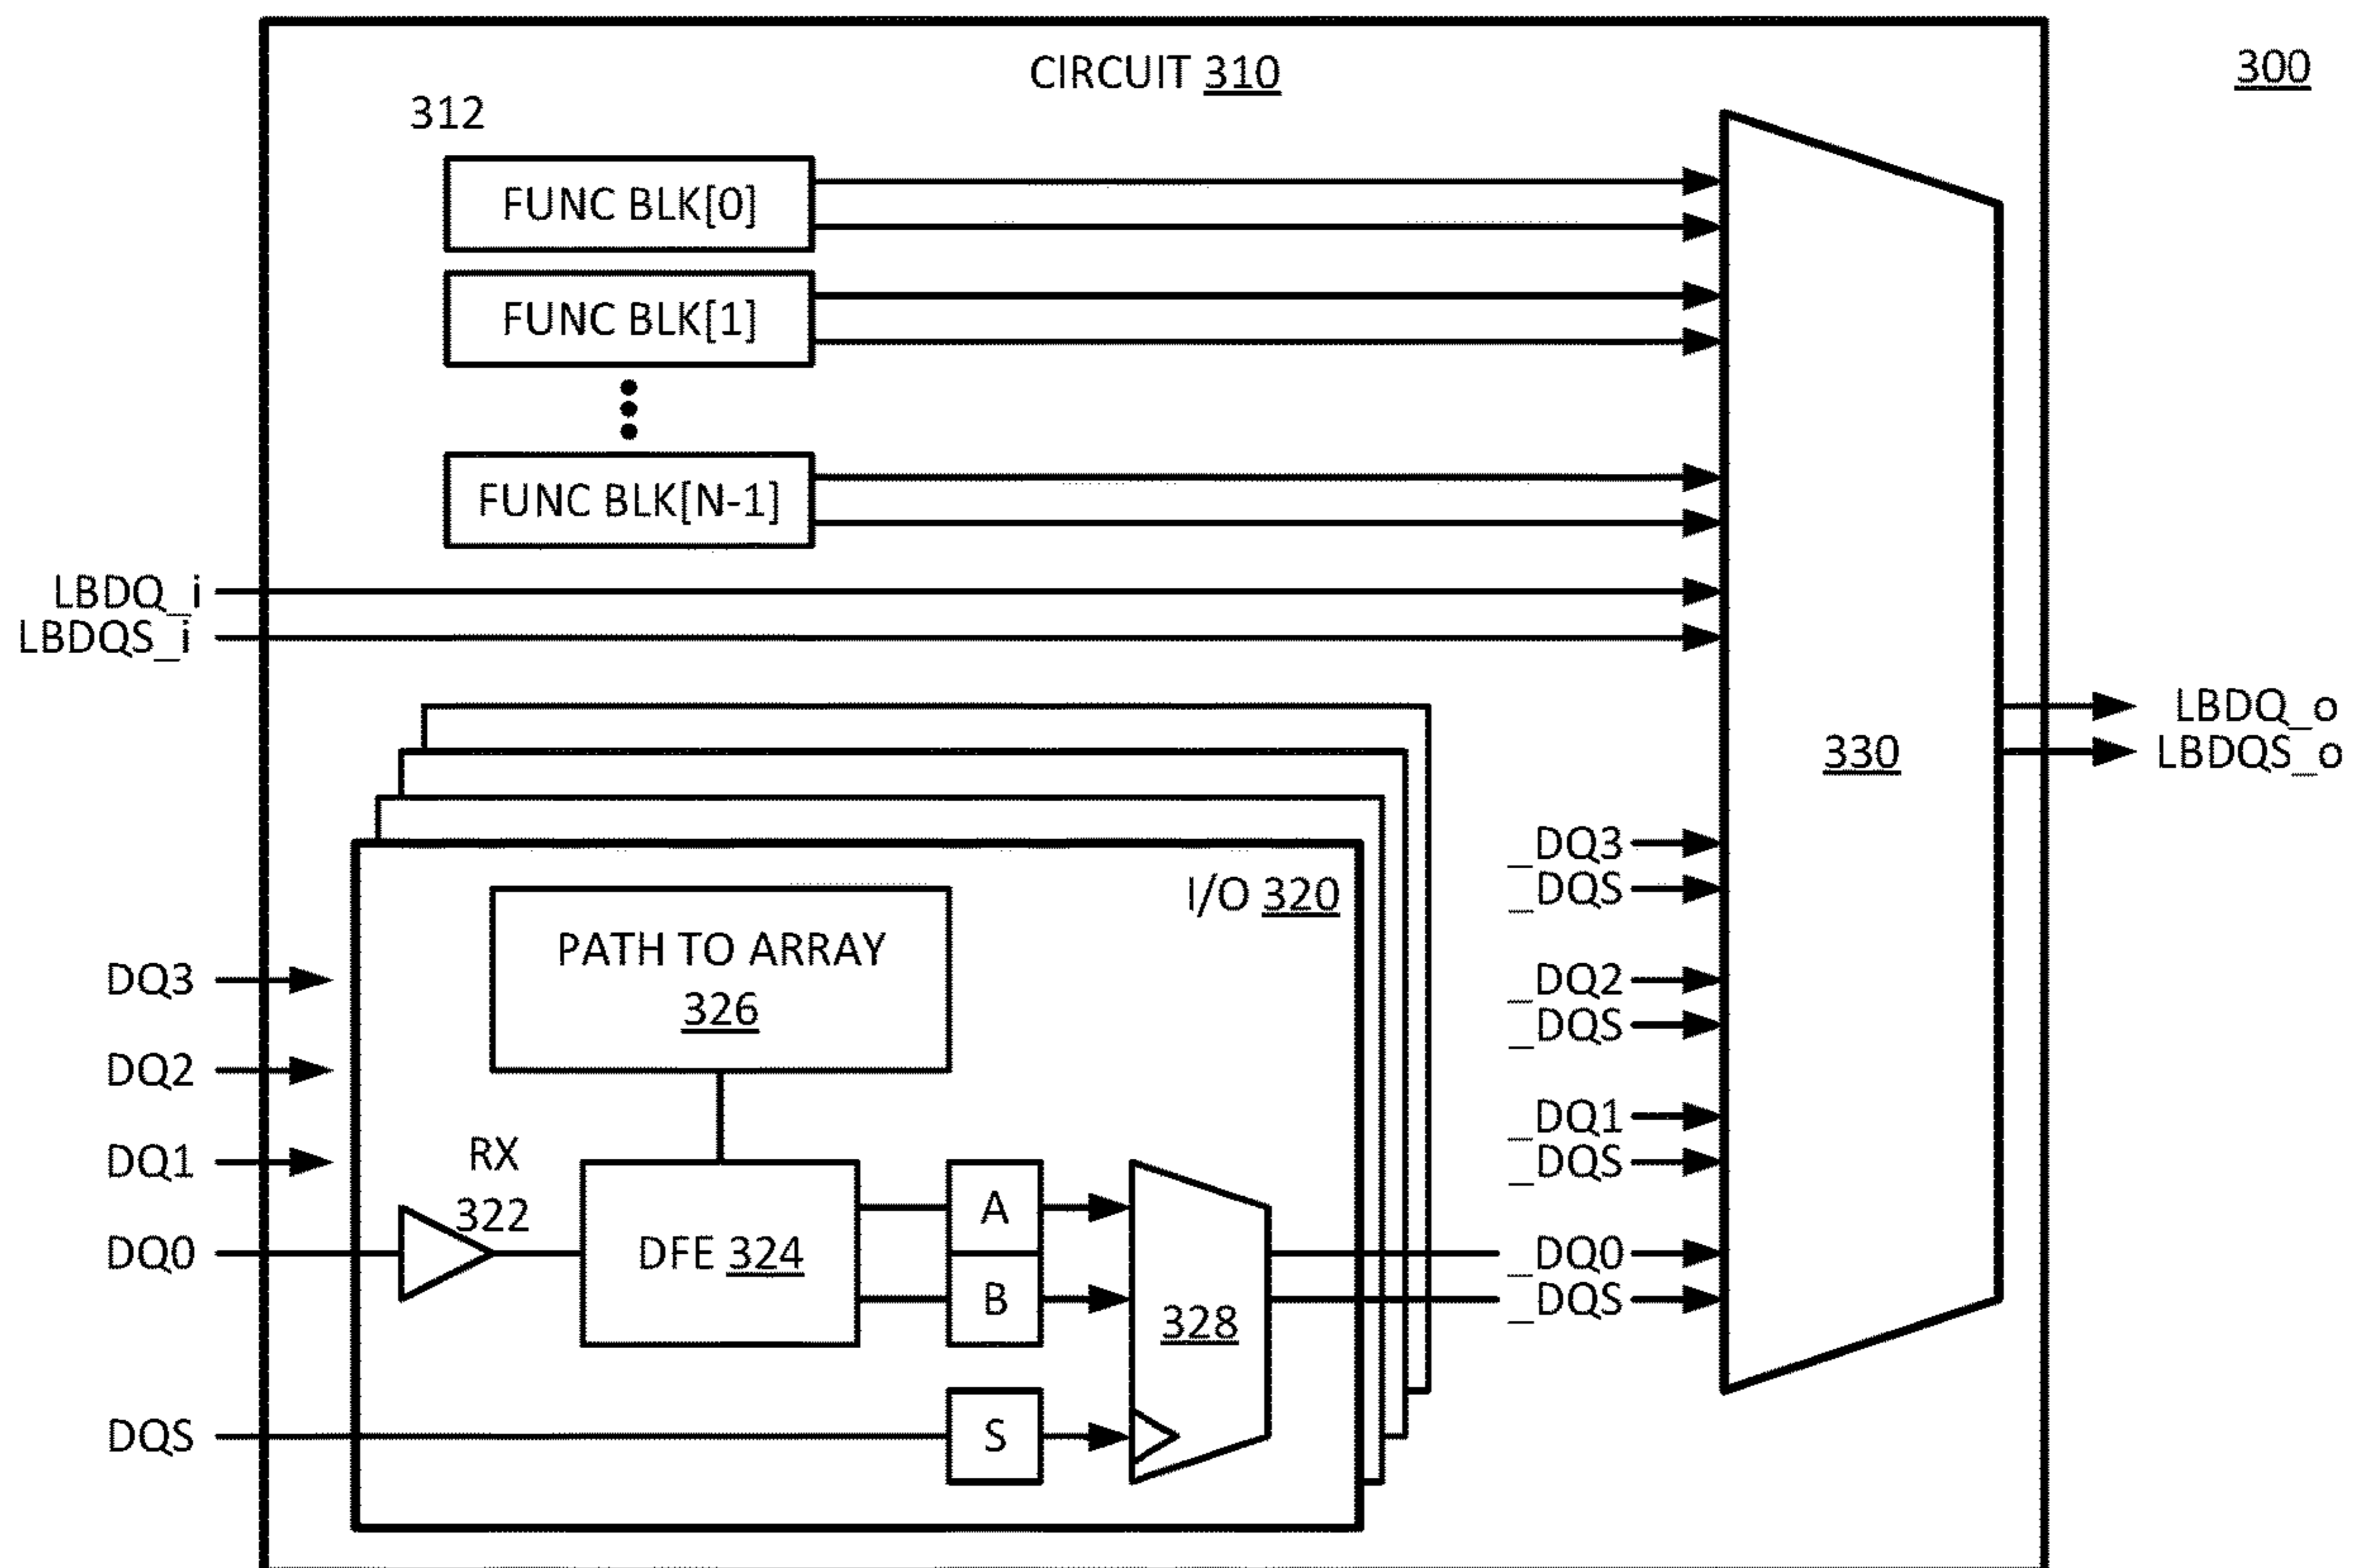 CIRCUIT 310
300
312
FUNC BLK[0]
FUNC BLK[1]
FUNC BLK[N-1]
LBDQ_i
LBDQS_i
LBDQ_o
LBDQS_o
330
I/O 320
PATH TO ARRAY
326
DQ3
DQ2
DQ1
DQ0
DQS
RX
322
DFE 324
A
B
S
328
_DQ3
_DQS
_DQ2
_DQS
_DQ1
_DQS
_DQ0
_DQS